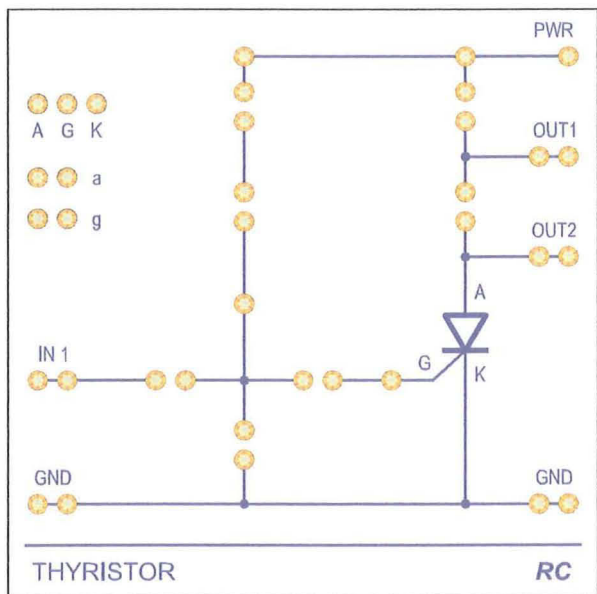 PWR
A G K
OUT1
a
g
OUT2
A
IN 1
G
K
GND
GND
THYRISTOR
RC